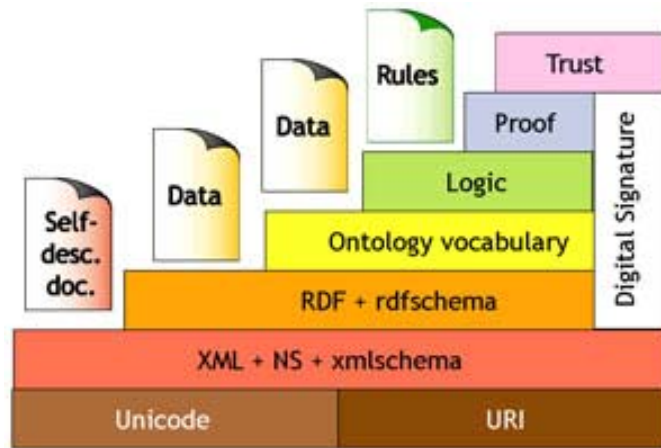 Rules
Trust
Data
Proof
Data
Logic
Self-
desc.
doc.
Ontology vocabulary
Digital Signature
RDF + rdfschema
XML + NS + xmlschema
Unicode
URI